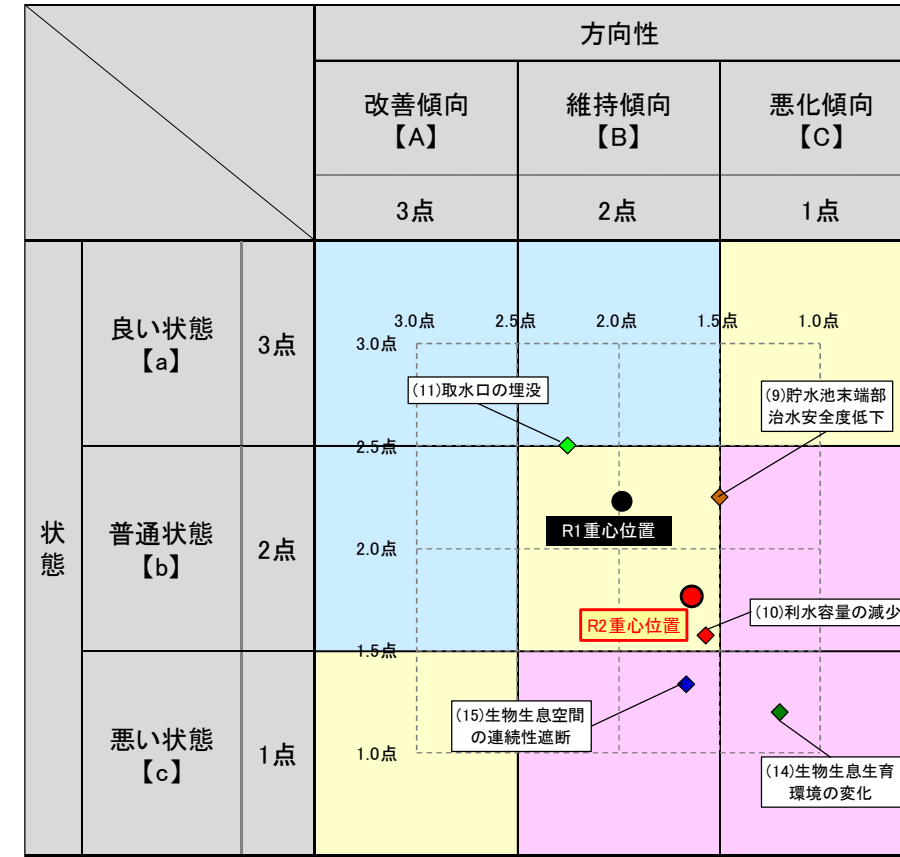 方向性
改善傾向
【A】
維持傾向
【B】
悪化傾向
【C】
3点
2点
1点
状態
良い状態
【a】
3点
普通状態
【b】
2点
悪い状態
【c】
1点
3.0点
2.5点
2.0点
1.5点
1.0点
3.0点
2.5点
2.0点
1.5点
1.0点
(11)取水口の埋没
(9)貯水池末端部
治水安全度低下
R1重心位置
R2重心位置
(10)利水容量の減少
(15)生物生息空間
の連続性遮断
(14)生物生息生育
環境の変化